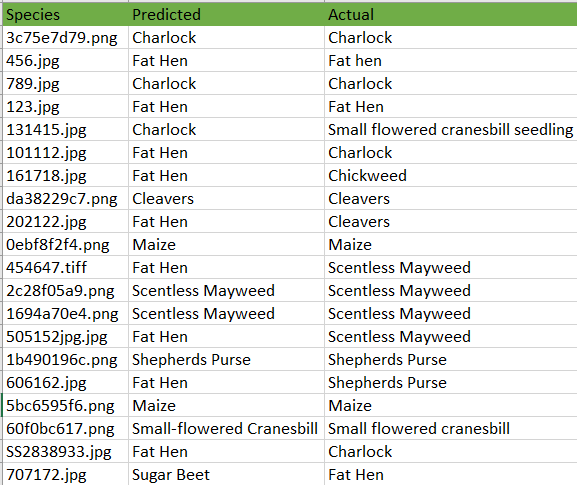 Species Predicted Actual
3c75e7d79.png Charlock Charlock
456.jpg Fat Hen Fat hen
789.jpg Charlock Charlock
123.jpg Fat Hen Fat Hen
131415.jpg Charlock Small flowered cranesbill seedling
101112.jpg Fat Hen Charlock
161718.jpg Fat Hen Chickweed
da38229c7.png Cleavers Cleavers
202122.jpg Fat Hen Cleavers
0ebf8f2f4.png Maize Maize
454647.tiff Fat Hen Scentless Mayweed
2c28f05a9.png Scentless Mayweed Scentless Mayweed
1694a70e4.png Scentless Mayweed Scentless Mayweed
505152jpg.jpg Fat Hen Scentless Mayweed
1b490196c.png Shepherds Purse Shepherds Purse
606162.jpg Fat Hen Shepherds Purse
5bc6595f6.png Maize Maize
60f0bc617.png Small-flowered Cranesbill Small flowered cranesbill
SS2838933.jpg Fat Hen Charlock
707172.jpg Sugar Beet Fat Hen